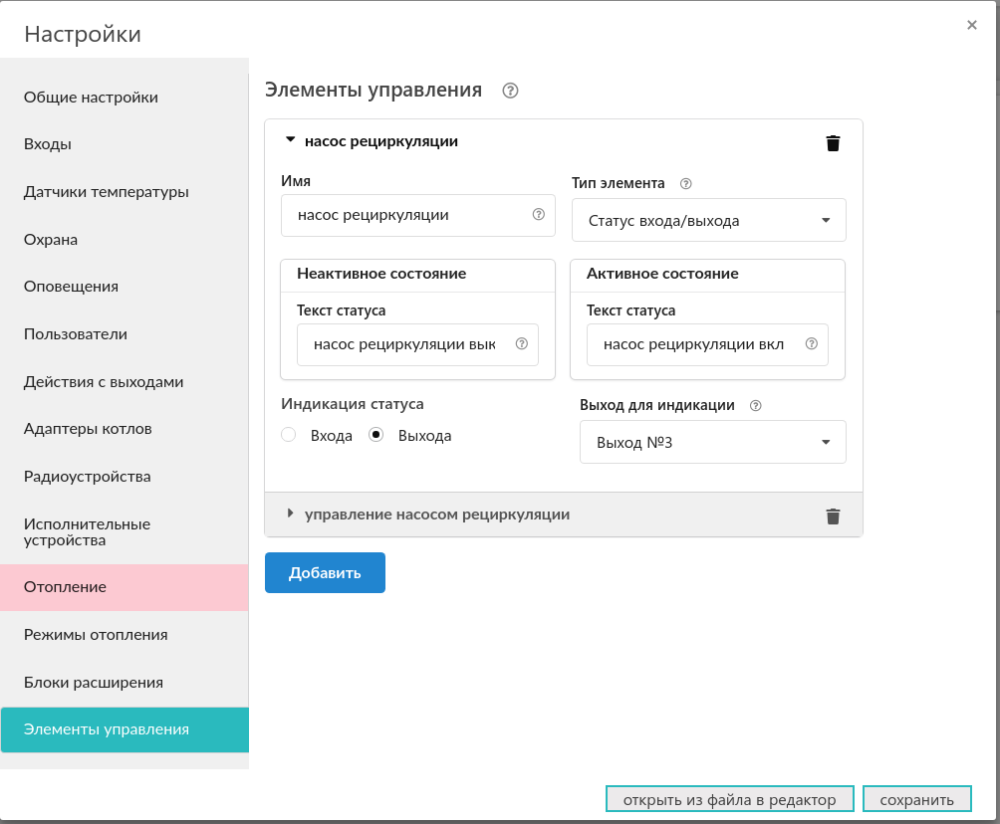 Настройки
×
Общие настройки
Входы
Датчики температуры
Охрана
Оповещения
Пользователи
Действия с выходами
Адаптеры котлов
Радиоустройства
Исполнительные
устройства
Отопление
Режимы отопления
Блоки расширения
Элементы управления
Элементы управления ?
насос рециркуляции
Имя
насос рециркуляции ?
Тип элемента ?
Статус входа/выхода
Неактивное состояние
Текст статуса
насос рециркуляции вык ?
Активное состояние
Текст статуса
насос рециркуляции вкл ?
Индикация статуса
Входа Выхода
Выход для индикации ?
Выход №3
управление насосом рециркуляции
Добавить
открыть из файла в редактор
сохранить